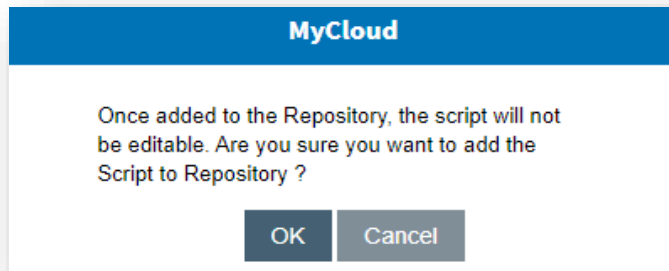 MyCloud
Once added to the Repository, the script will not
be editable. Are you sure you want to add the
Script to Repository ?
OK
Cancel